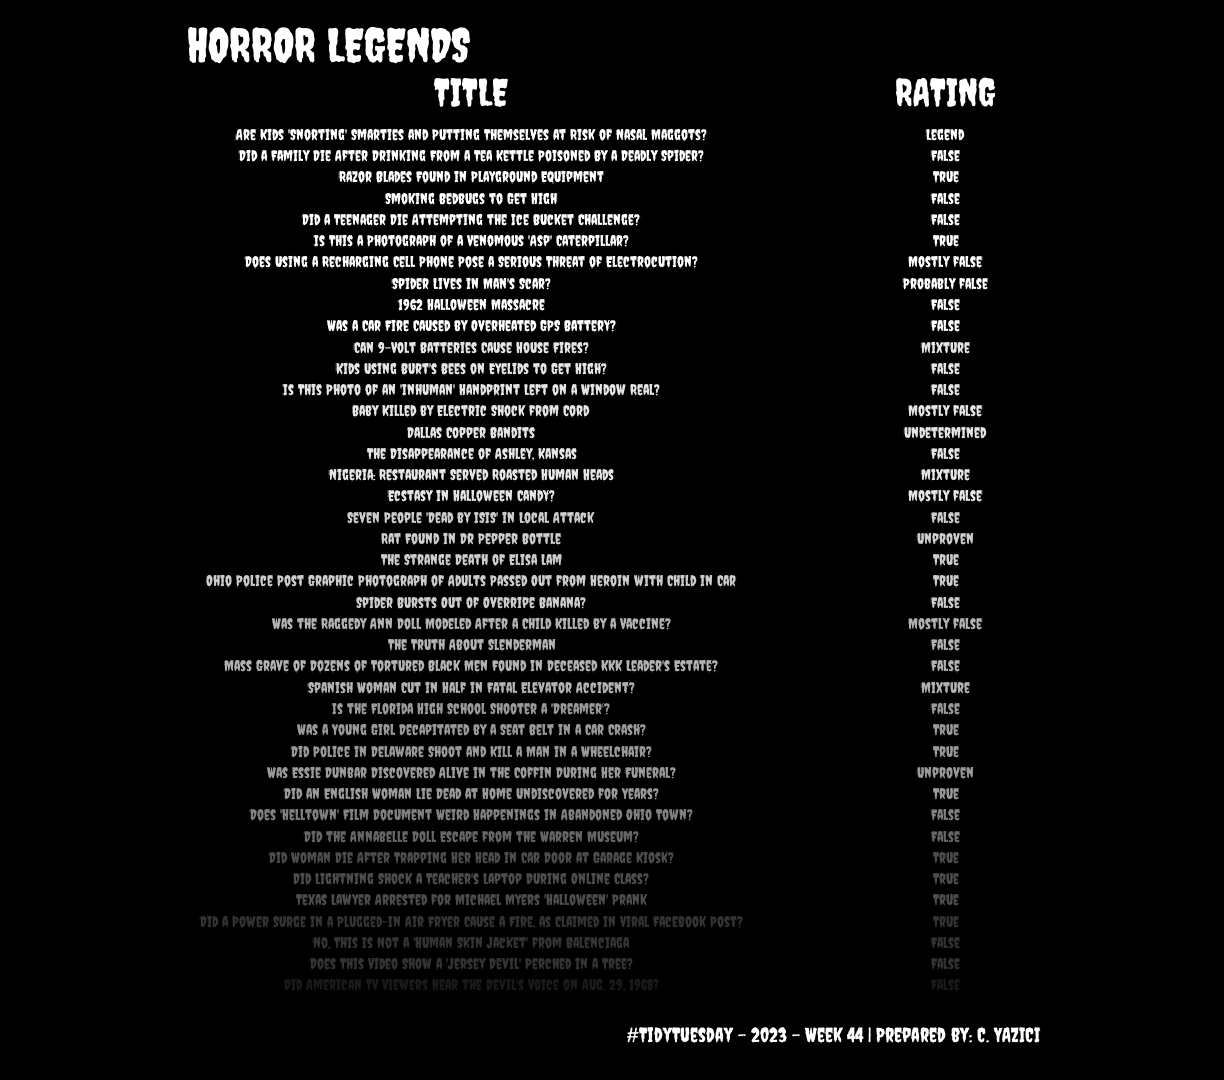 HORROR LEGENDS
TITLE RATING
ARE KIDS 'SNORTING' SMARTIES AND PUTTING THEMSELVES AT RISK OF NASAL MAGGOTS? LEGEND
DID A FAMILY DIE AFTER DRINKING FROM A TEA KETTLE POISONED BY A DEADLY SPIDER? FALSE
RAZOR BLADES FOUND IN PLAYGROUND EQUIPMENT TRUE
SMOKING BEDBUGS TO GET HIGH FALSE
DID A TEENAGER DIE ATTEMPTING THE ICE BUCKET CHALLENGE? FALSE
IS THIS A PHOTOGRAPH OF A VENOMOUS 'ASP' CATERPILLAR? TRUE
DOES USING A RECHARGING CELL PHONE POSE A SERIOUS THREAT OF ELECTROCUTION? MOSTLY FALSE
SPIDER LIVES IN MAN'S SCAR? PROBABLY FALSE
1962 HALLOWEEN MASSACRE FALSE
WAS A CAR FIRE CAUSED BY OVERHEATED GPS BATTERY? FALSE
CAN 9-VOLT BATTERIES CAUSE HOUSE FIRES? MIXTURE
KIDS USING BURT'S BEES ON EYELIDS TO GET HIGH? FALSE
IS THIS PHOTO OF AN 'INHUMAN' HANDPRINT LEFT ON A WINDOW REAL? FALSE
BABY KILLED BY ELECTRIC SHOCK FROM CORD MOSTLY FALSE
DALLAS COPPER BANDITS UNDETERMINED
THE DISAPPEARANCE OF ASHLEY, KANSAS FALSE
NIGERIA: RESTAURANT SERVED ROASTED HUMAN HEADS MIXTURE
ECSTASY IN HALLOWEEN CANDY? MOSTLY FALSE
SEVEN PEOPLE 'DEAD BY ISIS' IN LOCAL ATTACK FALSE
RAT FOUND IN DR PEPPER BOTTLE UNPROVEN
THE STRANGE DEATH OF ELISA LAM TRUE
OHIO POLICE POST GRAPHIC PHOTOGRAPH OF ADULTS PASSED OUT FROM HEROIN WITH CHILD IN CAR TRUE
SPIDER BURSTS OUT OF OVERRIPE BANANA? FALSE
WAS THE RAGGEDY ANN DOLL MODELED AFTER A CHILD KILLED BY A VACCINE? MOSTLY FALSE
THE TRUTH ABOUT SLENDERMAN FALSE
MASS GRAVE OF DOZENS OF TORTURED BLACK MEN FOUND IN DECEASED KKK LEADER'S ESTATE? FALSE
SPANISH WOMAN CUT IN HALF IN FATAL ELEVATOR ACCIDENT? MIXTURE
IS THE FLORIDA HIGH SCHOOL SHOOTER A 'DREAMER'? FALSE
WAS A YOUNG GIRL DECAPITATED BY A SEAT BELT IN A CAR CRASH? TRUE
DID POLICE IN DELAWARE SHOOT AND KILL A MAN IN A WHEELCHAIR? TRUE
WAS ESSIE DUNBAR DISCOVERED ALIVE IN THE COFFIN DURING HER FUNERAL? UNPROVEN
DID AN ENGLISH WOMAN LIE DEAD AT HOME UNDISCOVERED FOR YEARS? TRUE
DOES 'HELLTOWN' FILM DOCUMENT WEIRD HAPPENINGS IN ABANDONED OHIO TOWN? FALSE
DID THE ANNABELLE DOLL ESCAPE FROM THE WARREN MUSEUM? FALSE
DID WOMAN DIE AFTER TRAPPING HER HEAD IN CAR DOOR AT GARAGE KIOSK? TRUE
DID LIGHTNING SHOCK A TEACHER'S LAPTOP DURING ONLINE CLASS? TRUE
TEXAS LAWYER ARRESTED FOR MICHAEL MYERS 'HALLOWEEN' PRANK TRUE
DID A POWER SURGE IN A PLUGGED-IN AIR FRYER CAUSE A FIRE, AS CLAIMED IN VIRAL FACEBOOK POST? TRUE
NO, THIS IS NOT A 'HUMAN SKIN JACKET' FROM BALENCIAGA FALSE
DOES THIS VIDEO SHOW A 'JERSEY DEVIL' PERCHED IN A TREE? FALSE
DID AMERICAN TV VIEWERS HEAR THE DEVIL'S VOICE ON AUG. 29, 1968? FALSE
#TIDYTUESDAY - 2023 - WEEK 44 | PREPARED BY: C. YAZICI